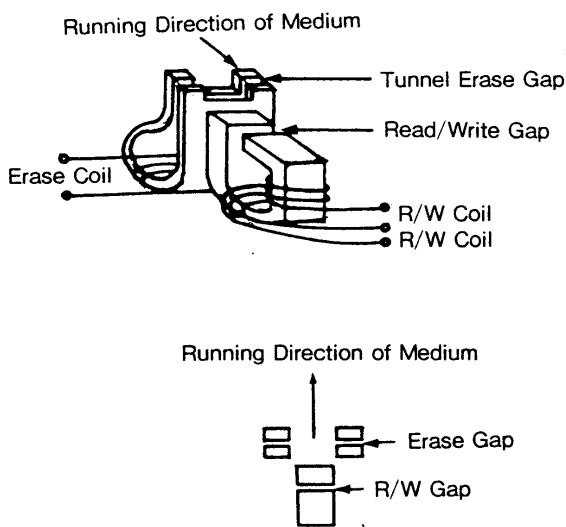 Running Direction of Medium
Tunnel Erase Gap
Read/Write Gap
Erase Coil
R/W Coil
R/W Coil
Running Direction of Medium
Erase Gap
R/W Gap